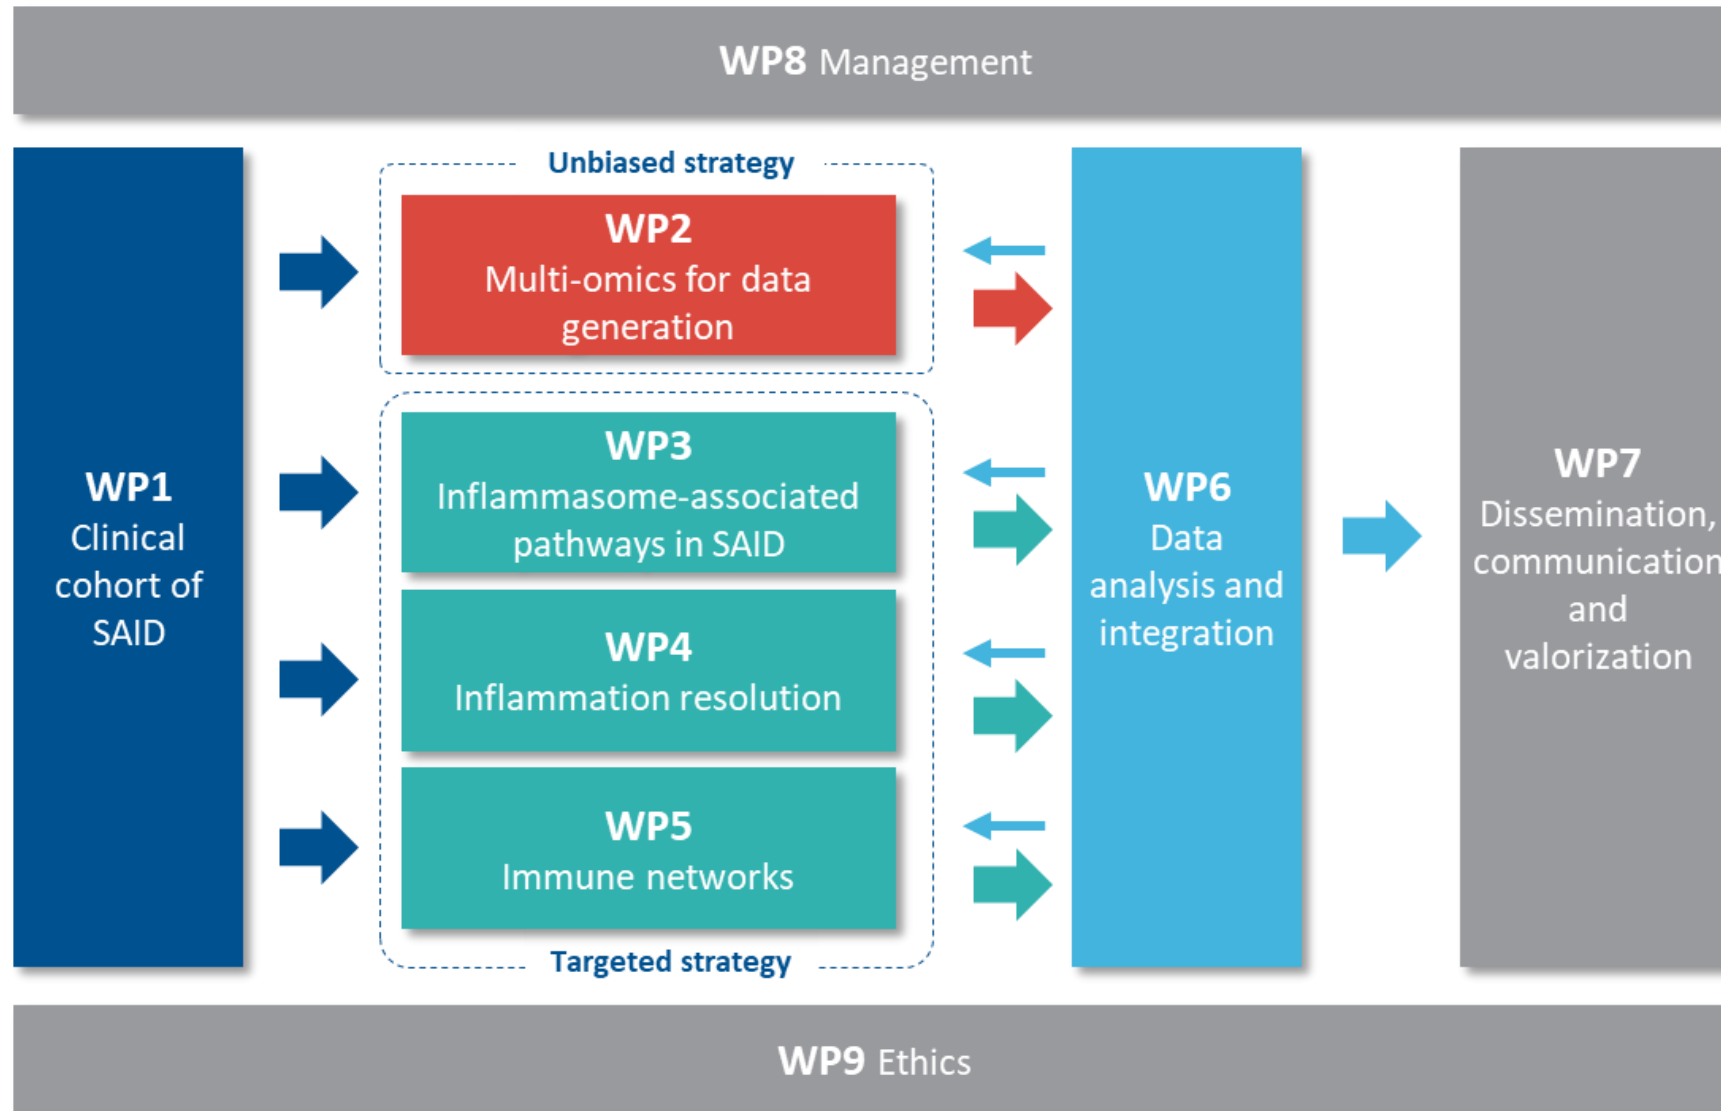 WP8 Management
Unbiased strategy
WP2
Multi-omics for data
generation
WP1
Clinical
cohort of
SAID
WP3
Inflammasome-associated
pathways in SAID
WP4
Inflammation resolution
WP5
Immune networks
Targeted strategy
WP6
Data
analysis and
integration
WP7
Dissemination,
communication
and
valorization
WP9 Ethics